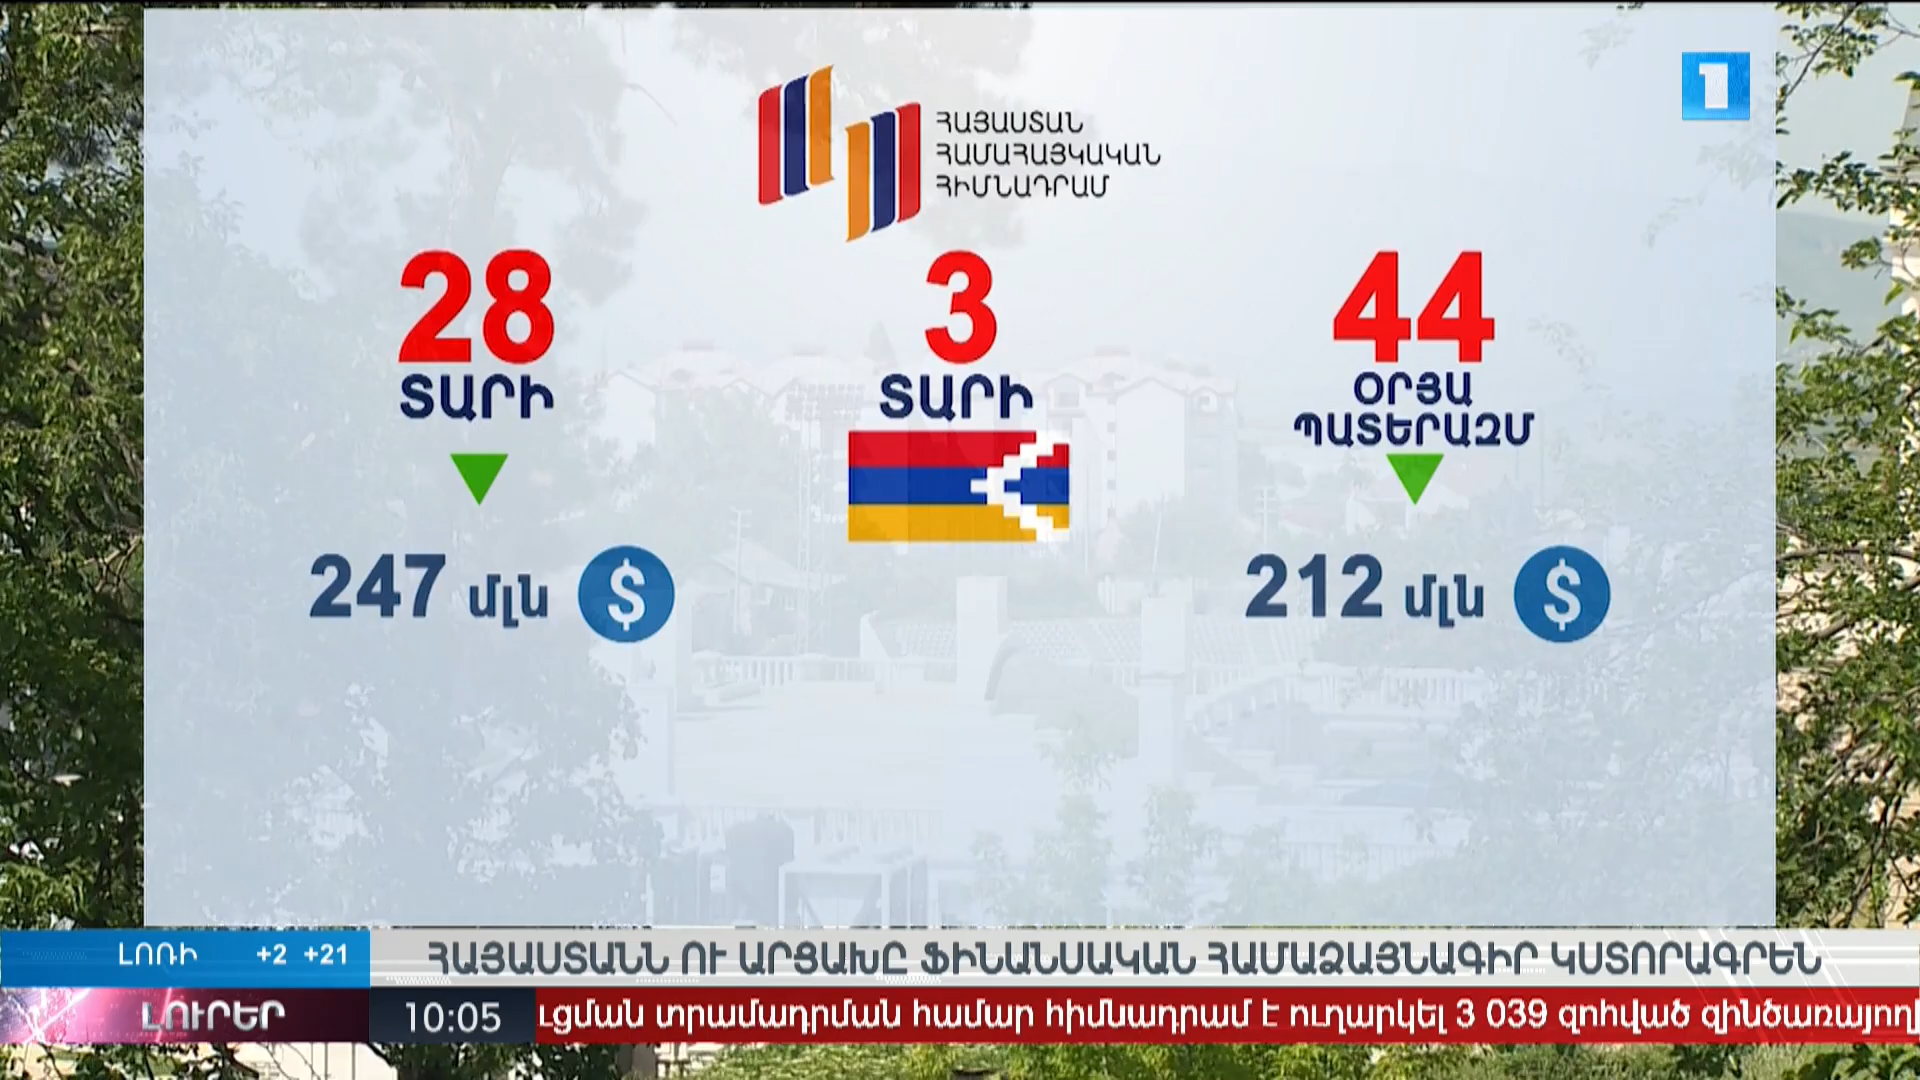 1
ՀԱՅԱՍՏԱՆ
ՀԱՄԱՀԱՅԿԱԿԱՆ
ՀԻՄՆԱԴՐԱՄ
28
ՏԱՐԻ
247 մլն $
3
ՏԱՐԻ
44
ՕՐՅԱ
ՊԱՏԵՐԱԶՄ
212 մլն $
ԼՈՌԻ +2 +21
ՀԱՅԱՍՏԱՆՆ ՈՒ ԱՐՑԱԽԸ ՖԻՆԱՆՍԱԿԱՆ ՀԱՄԱՁԱՅՆԱԳԻՐ ԿՍՏՈՐԱԳՐԵՆ
ԼՈՒՐԵՐ 10:05
ւցման տրամադրման համար հիմնադրամ է ուղարկել 3 039 զոհված զինծառայող